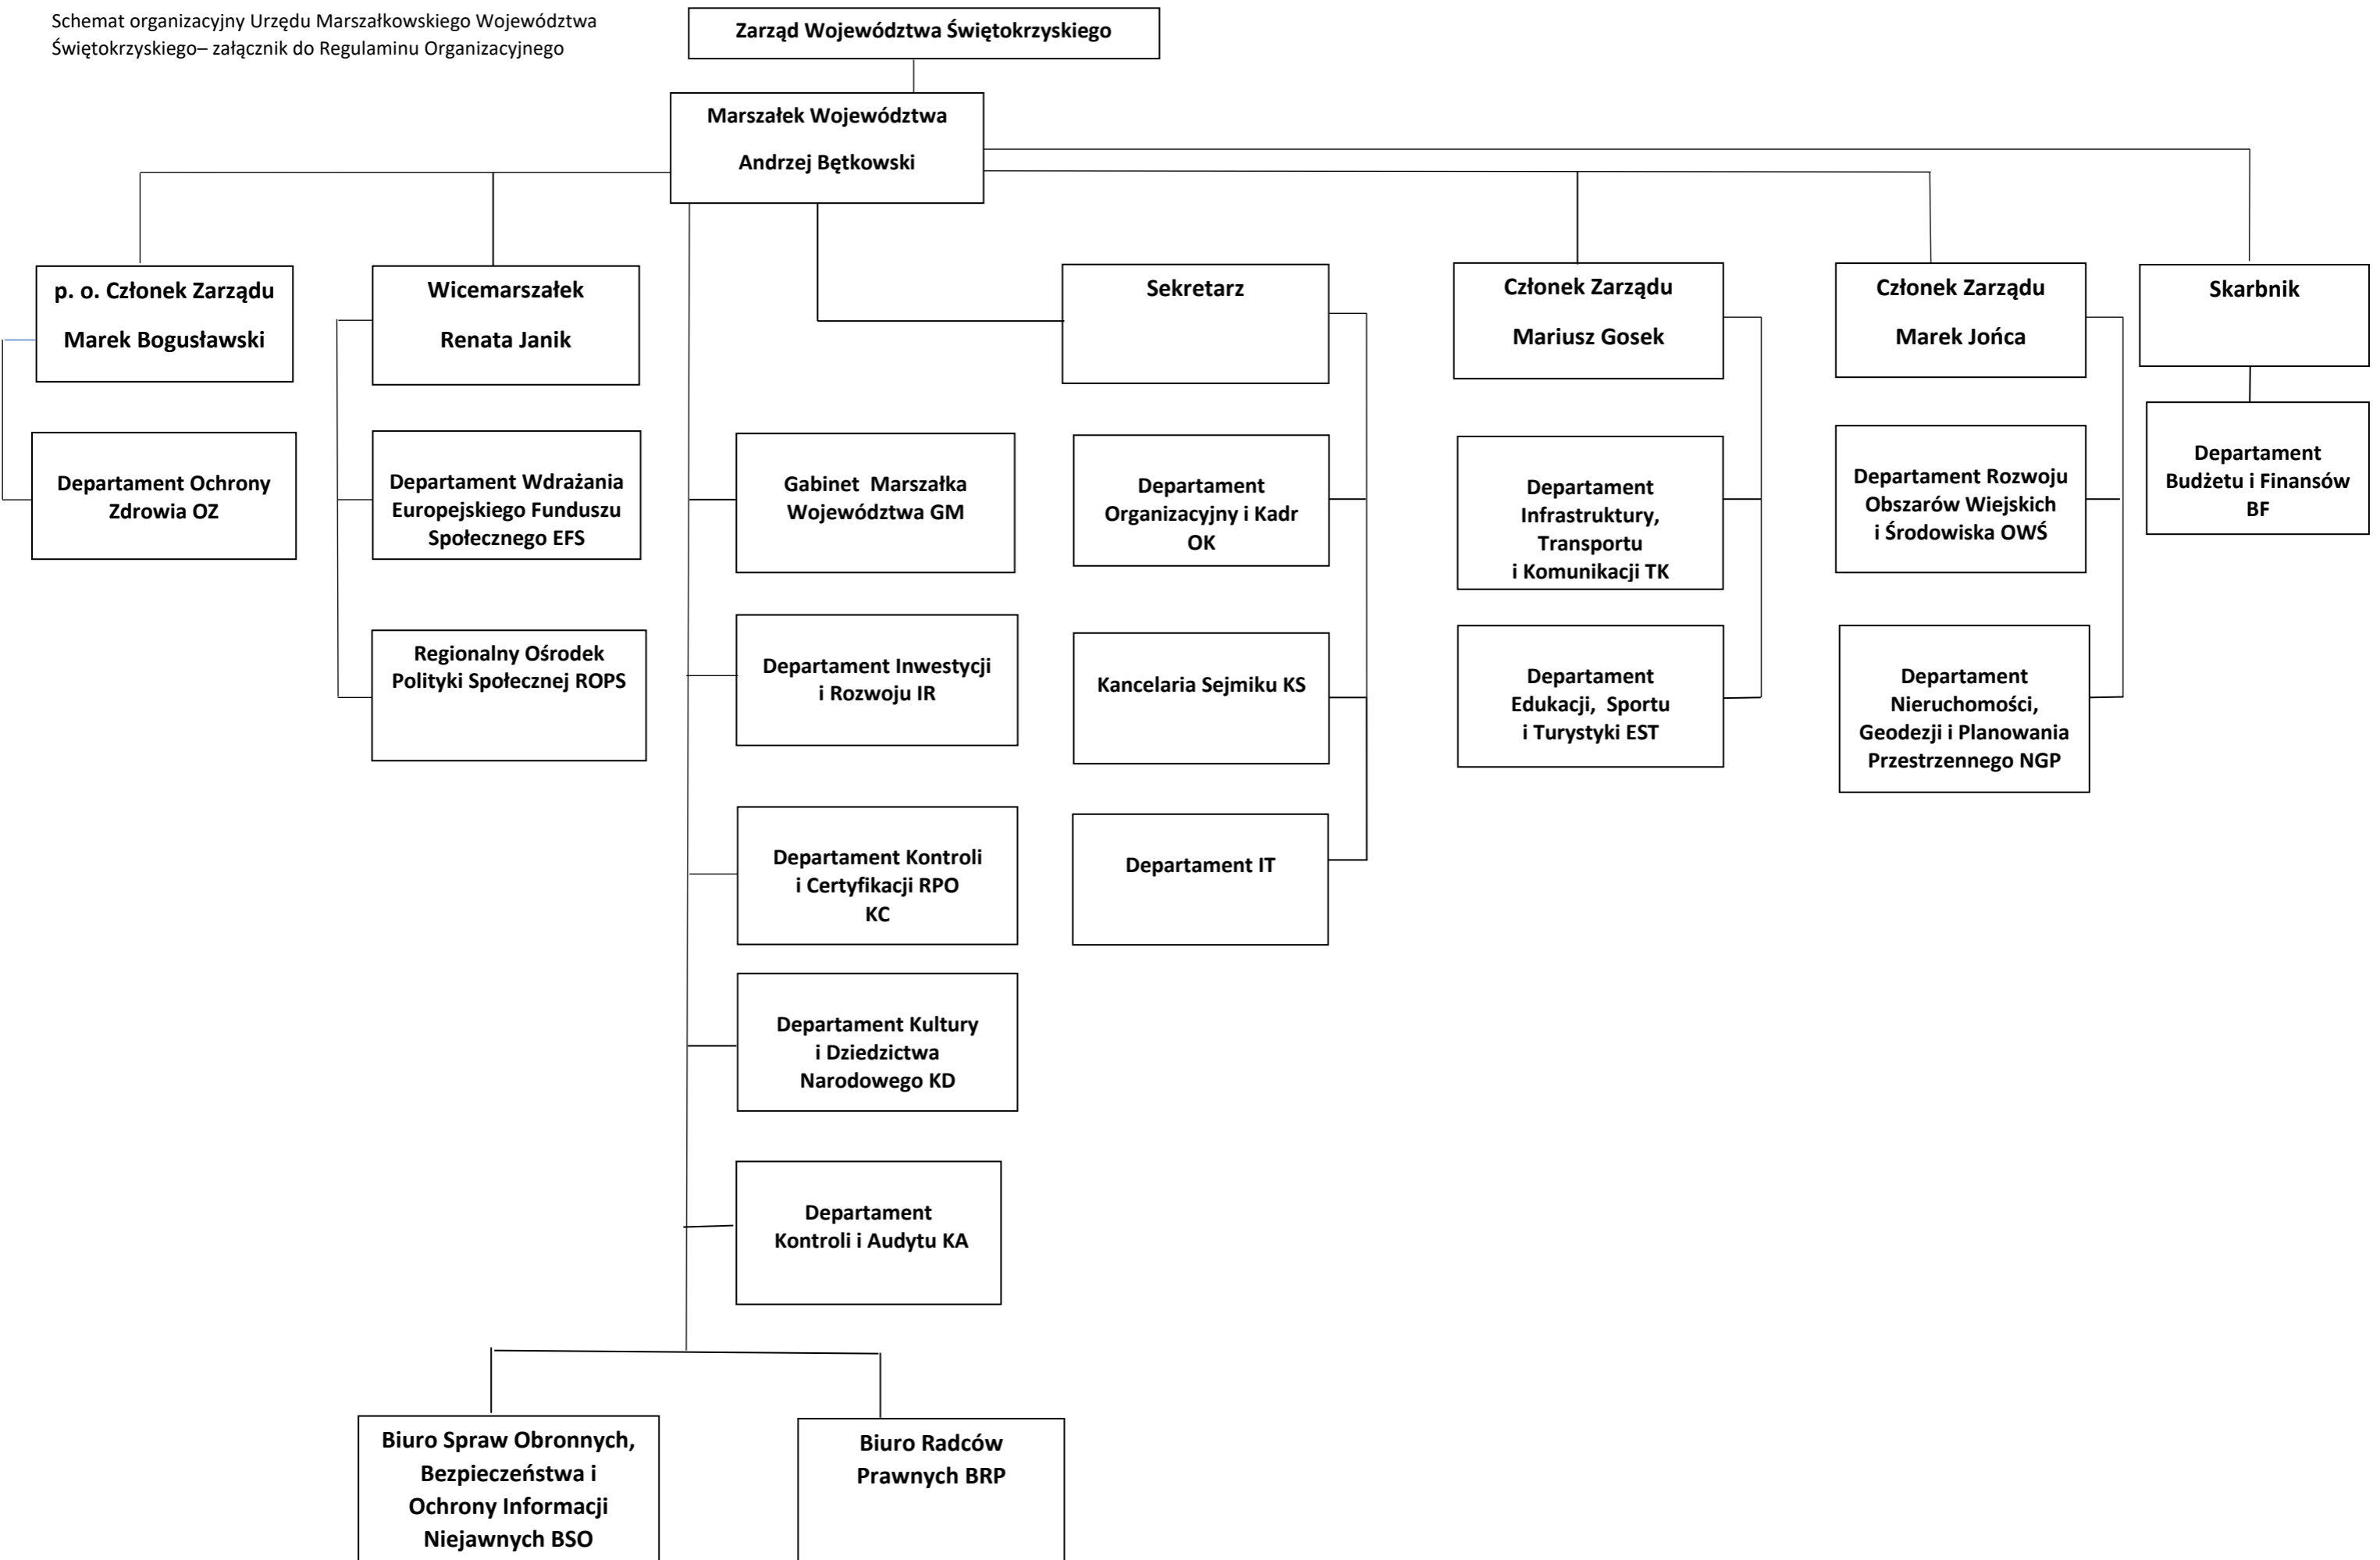 Schemat organizacyjny Urzędu Marszałkowskiego Województwa
Świętokrzyskiego– załącznik do Regulaminu Organizacyjnego
Zarząd Województwa Świętokrzyskiego
Marszałek Województwa
Andrzej Bętkowski
p. o. Członek Zarządu
Marek Bogusławski
Wicemarszałek
Renata Janik
Sekretarz
Członek Zarządu
Mariusz Gosek
Członek Zarządu
Marek Jońca
Skarbnik
Departament Ochrony
Zdrowia OZ
Departament Wdrażania
Europejskiego Funduszu
Społecznego EFS
Gabinet  Marszałka
Województwa GM
Departament
Organizacyjny i Kadr
OK
Departament
Infrastruktury,
Transportu
i Komunikacji TK
Departament Rozwoju
Obszarów Wiejskich
i Środowiska OWŚ
Departament
Budżetu i Finansów
BF
Regionalny Ośrodek
Polityki Społecznej ROPS
Departament Inwestycji
i Rozwoju IR
Kancelaria Sejmiku KS
Departament
Edukacji,  Sportu
i Turystyki EST
Departament
Nieruchomości,
Geodezji i Planowania
Przestrzennego NGP
Departament Kontroli
i Certyfikacji RPO
KC
Departament IT
Departament Kultury
i Dziedzictwa
Narodowego KD
Departament
Kontroli i Audytu KA
Biuro Spraw Obronnych,
Bezpieczeństwa i
Ochrony Informacji
Niejawnych BSO
Biuro Radców
Prawnych BRP